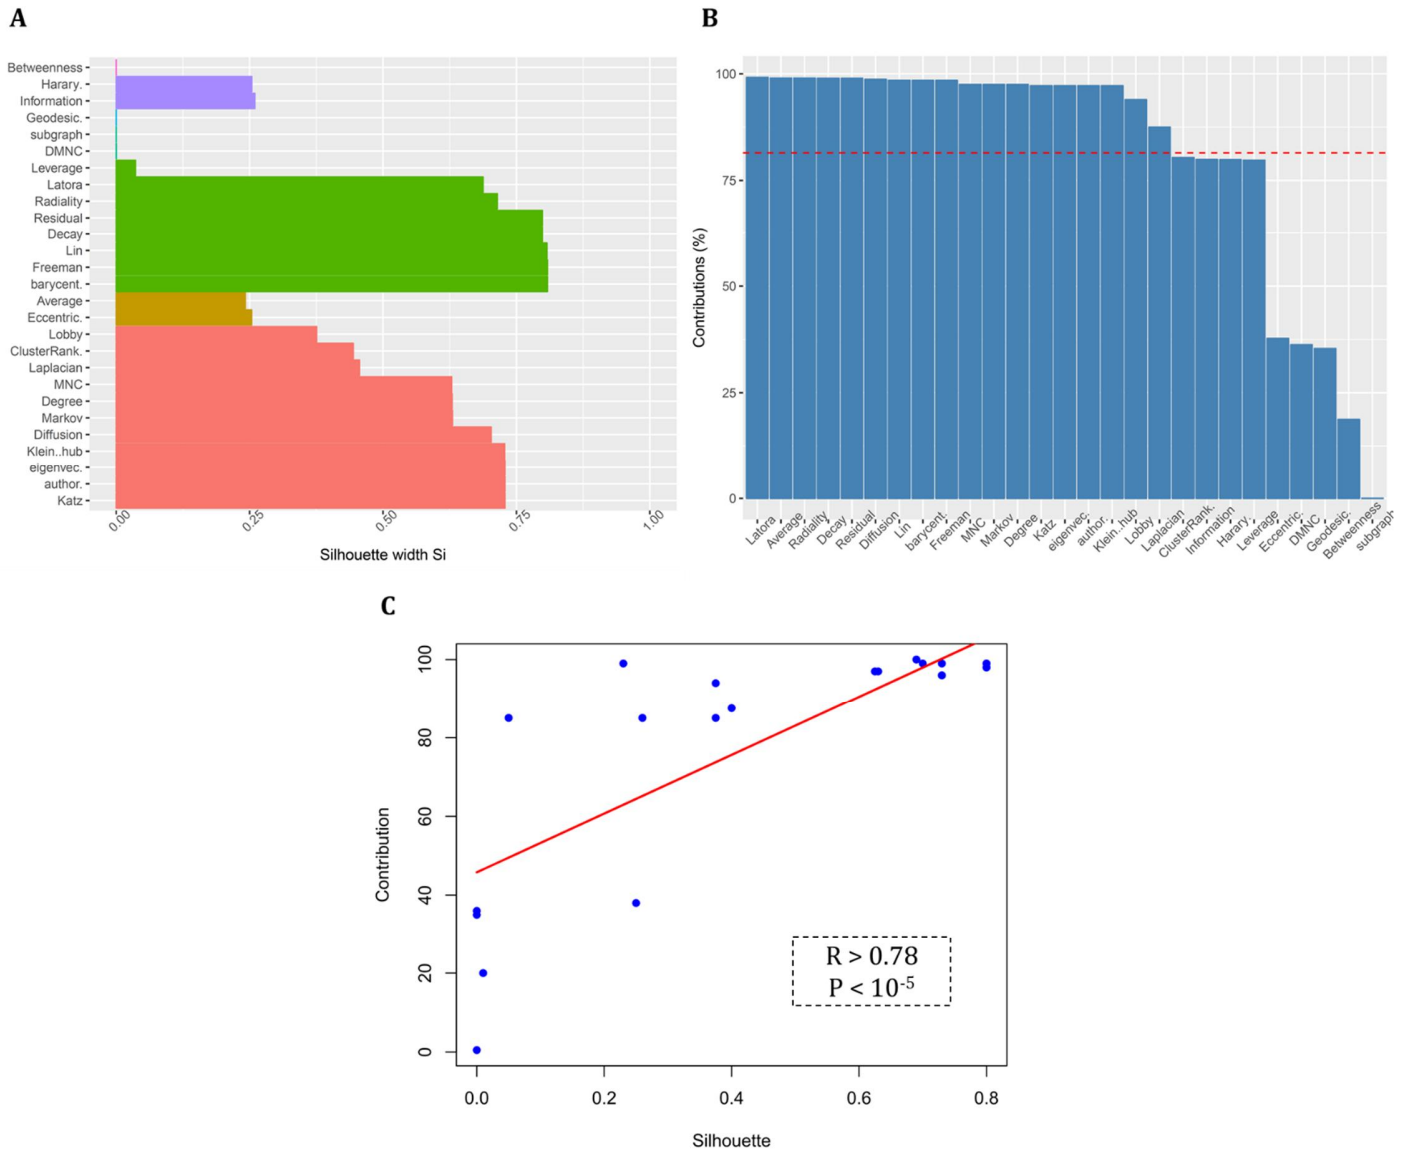 A
Betweenness
Harary.
Information
Geodesic.
subgraph
DMNC
Leverage
Latora
Radiality
Residual
Decay
Lin
Freeman
barycent.
Average
Eccentric.
Lobby
ClusterRank.
Laplacian
MNC
Degree
Markov
Diffusion
Klein..hub
eigenvec.
author.
Katz
0.00 0.25 0.50 0.75 1.00
Silhouette width Si
B
Contributions (%)
100
75
50
25
0
Latora
Average
Radiality
Decay
Residual
Diffusion
Lin
barycent.
Freeman
MNC
Markov
Degree
Katz
eigenvec.
author.
Klein..hub
Lobby
Laplacian
ClusterRank.
Information
Harary.
Leverage
Eccentric.
DMNC
Geodesic.
Betweenness
subgraph
C
Contribution
100
80
60
40
20
0
R > 0.78
P < 10-5
0.0 0.2 0.4 0.6 0.8
Silhouette